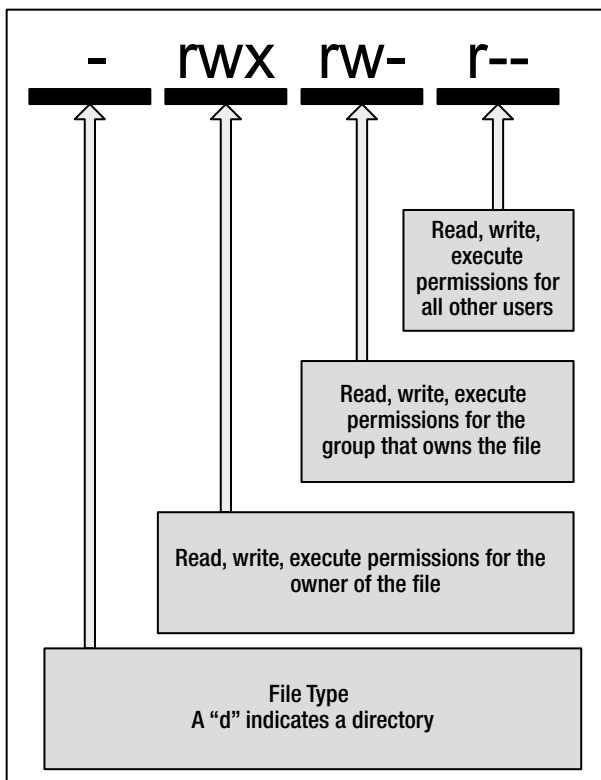 - rwx rw- r--
Read, write,
execute
permissions for
all other users
Read, write, execute
permissions for the
group that owns the file
Read, write, execute permissions for the
owner of the file
File Type
A “d” indicates a directory